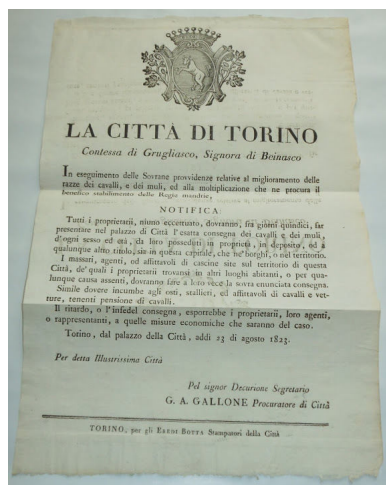 LA CITTÀ DI TORINO
Contessa di Grugliasco, Signora di Beinasco
In eseguimento delle Sovrane provvidenze relative al miglioramento delle
razze dei cavalli, e dei muli, ed alla moltiplicazione che ne procura il
benefico stabilimento delle Regie mandrie,
NOTIFICA:
Tutti i proprietarii, niuno eccettuato, dovranno, fra giorni quindici, far
presentare nel palazzo di Città l'esatta consegna dei cavalli e dei muli,
d'ogni sesso ed età, da loro posseduti in proprietà, in deposito, od a
qualunque altro titolo, sia in questa capitale, che ne' borghi, o nel territorio.
I massari, agenti, ed affittavoli di cascine site sul territorio di questa
Città, de' quali i proprietarii trovansi in altri luoghi abitanti, o per qua-
lunque causa assenti, dovranno fare a loro vece la sovra enunciata consegna.
Simile dovere incombe agli osti, stallieri, ed affittavoli di cavalli e vet-
ture, tenenti pensione di cavalli.
Il ritardo, o l'infedel consegna, esporrebbe i proprietarii, loro agenti,
o rappresentanti, a quelle misure economiche che saranno del caso.
Torino, dal palazzo della Città, addì 23 di agosto 1823.
Per detta Illustrissima Città
Pel signor Decurione Segretario
G. A. GALLONE Procuratore di Città
TORINO, per gli EREDI BOTTA Stampatori della Città